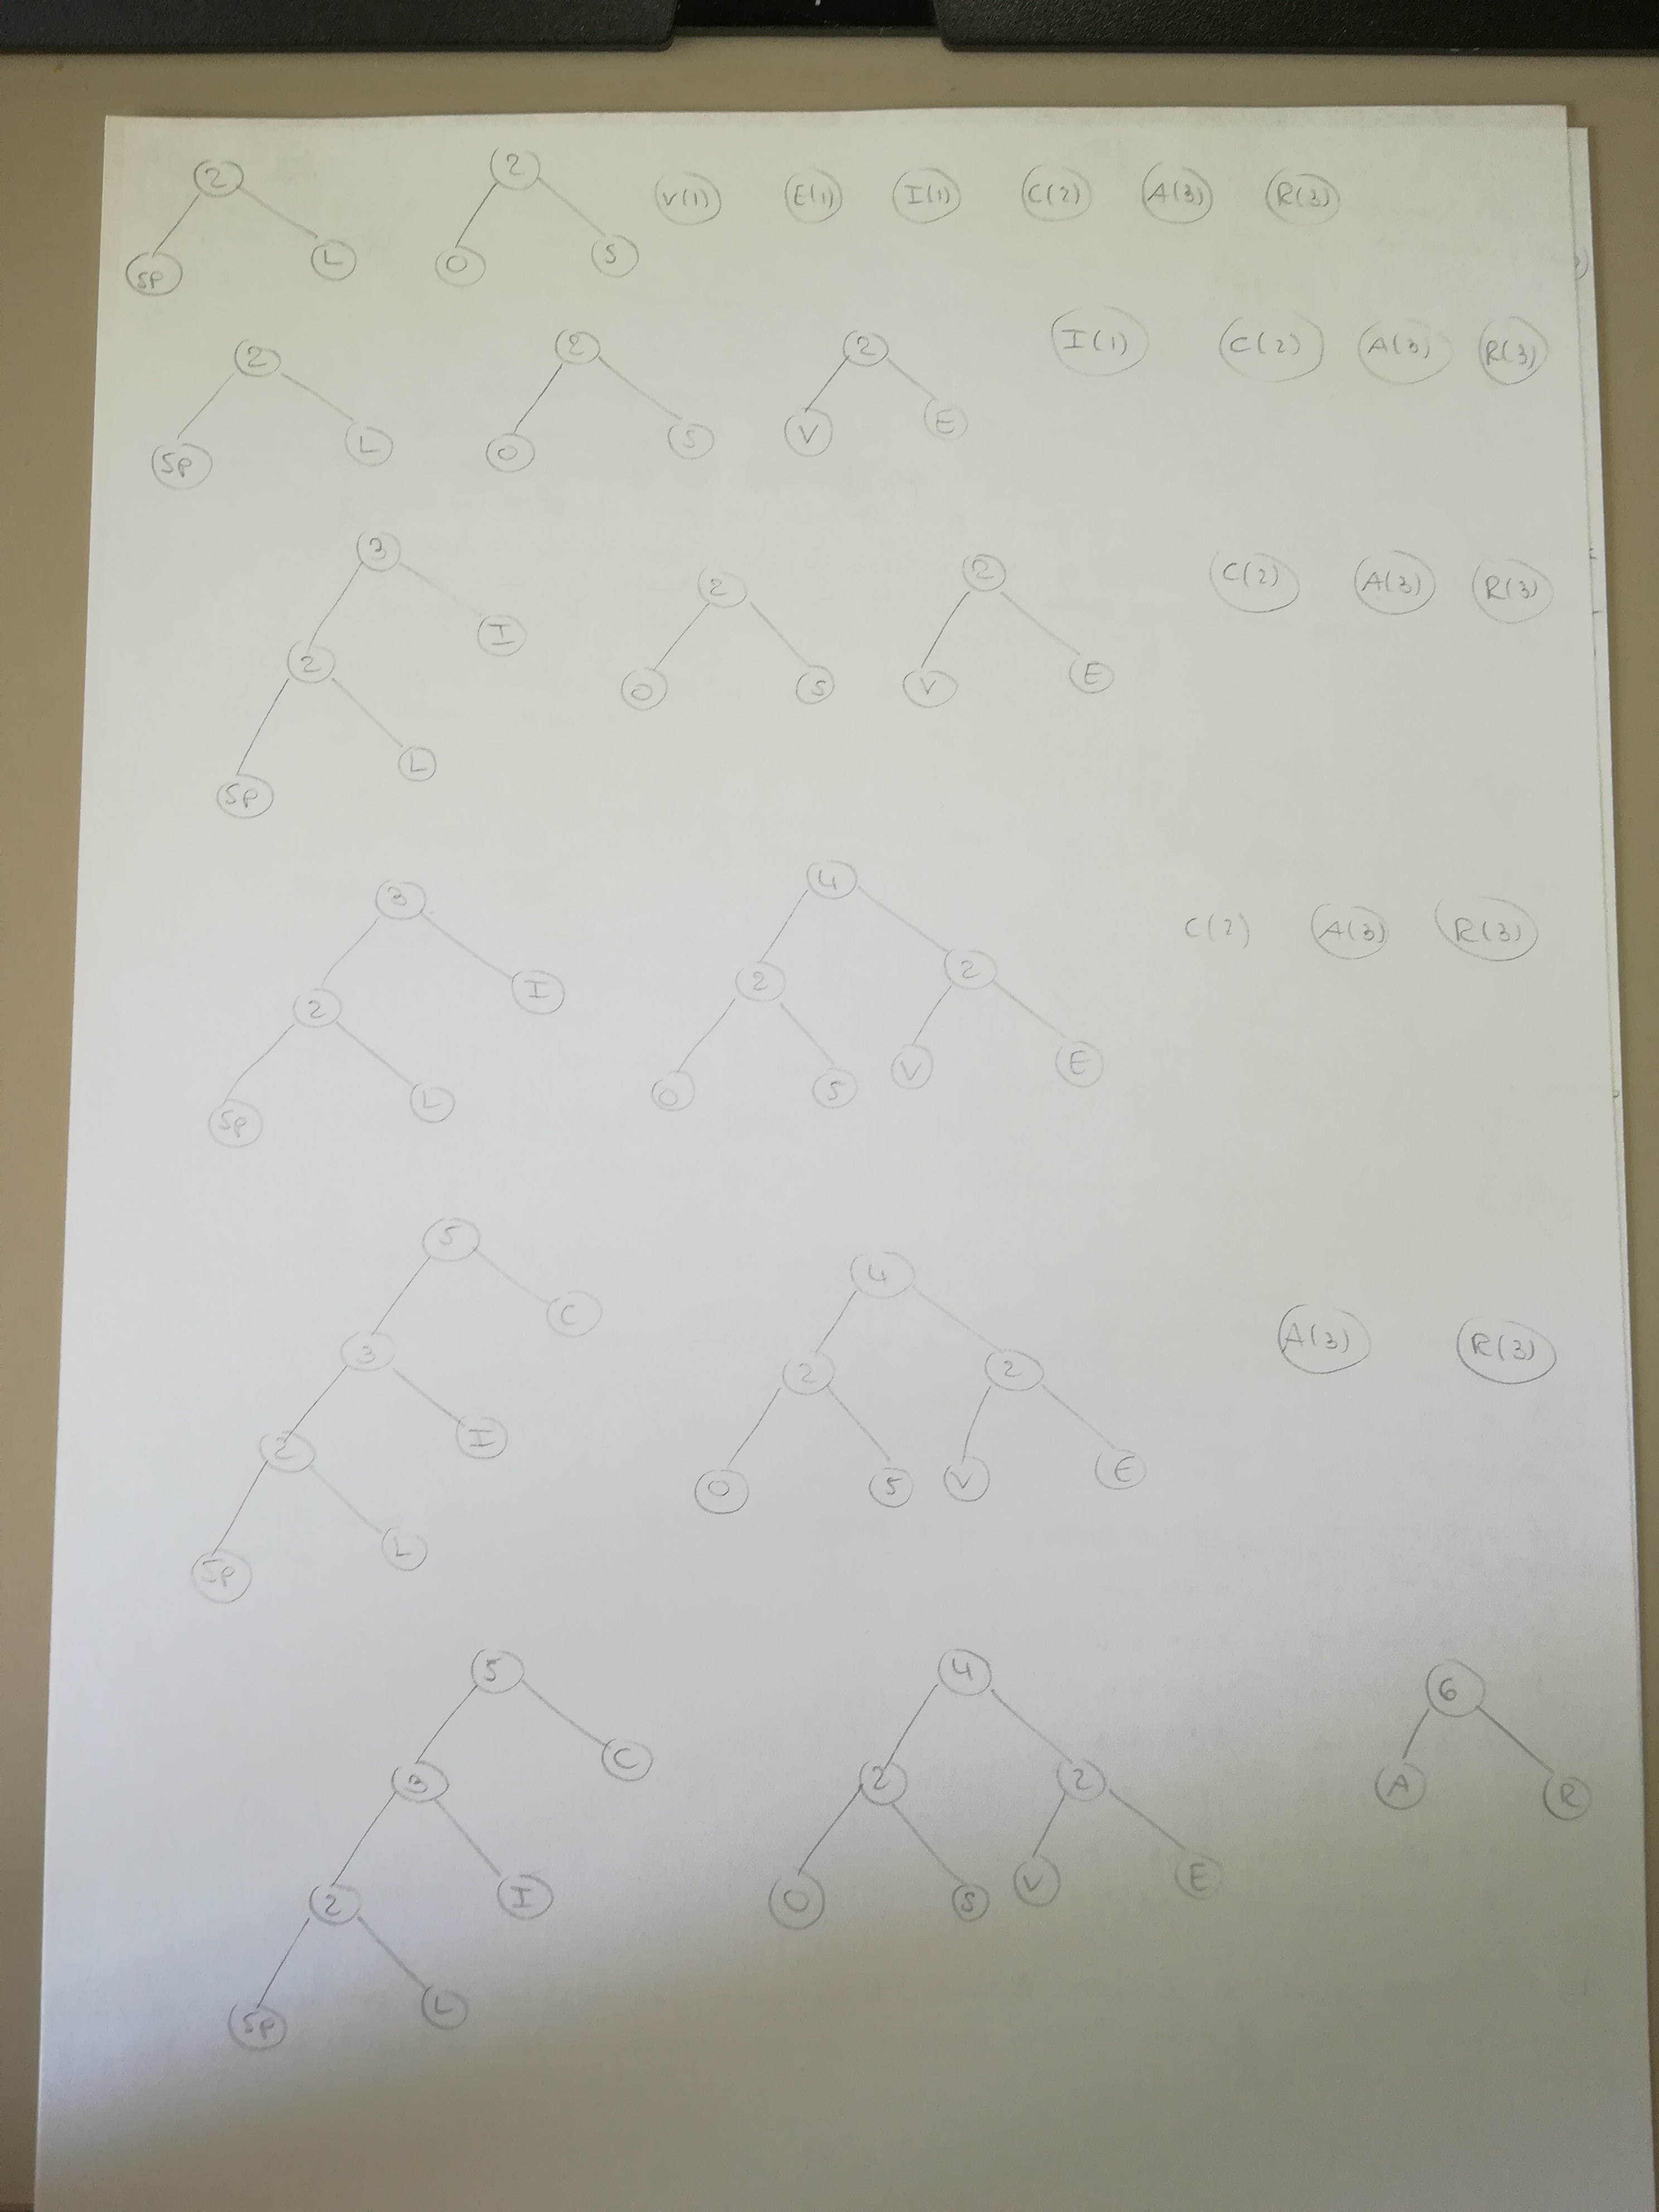 2 2 V(1) E(1) I(1) C(2) A(3) R(3)
SP L O S
2 2 2 I(1) C(2) A(3) R(3)
SP L O S V E
3 2 2 C(2) A(3) R(3)
2 I O S V E
SP L
3 4 C(2) A(3) R(3)
2 I 2 2
SP L O S V E
5 4 A(3) R(3)
3 C 2 2
2 I O S V E
SP L
5 4 6
3 C 2 2 A R
2 I O S V E
SP L